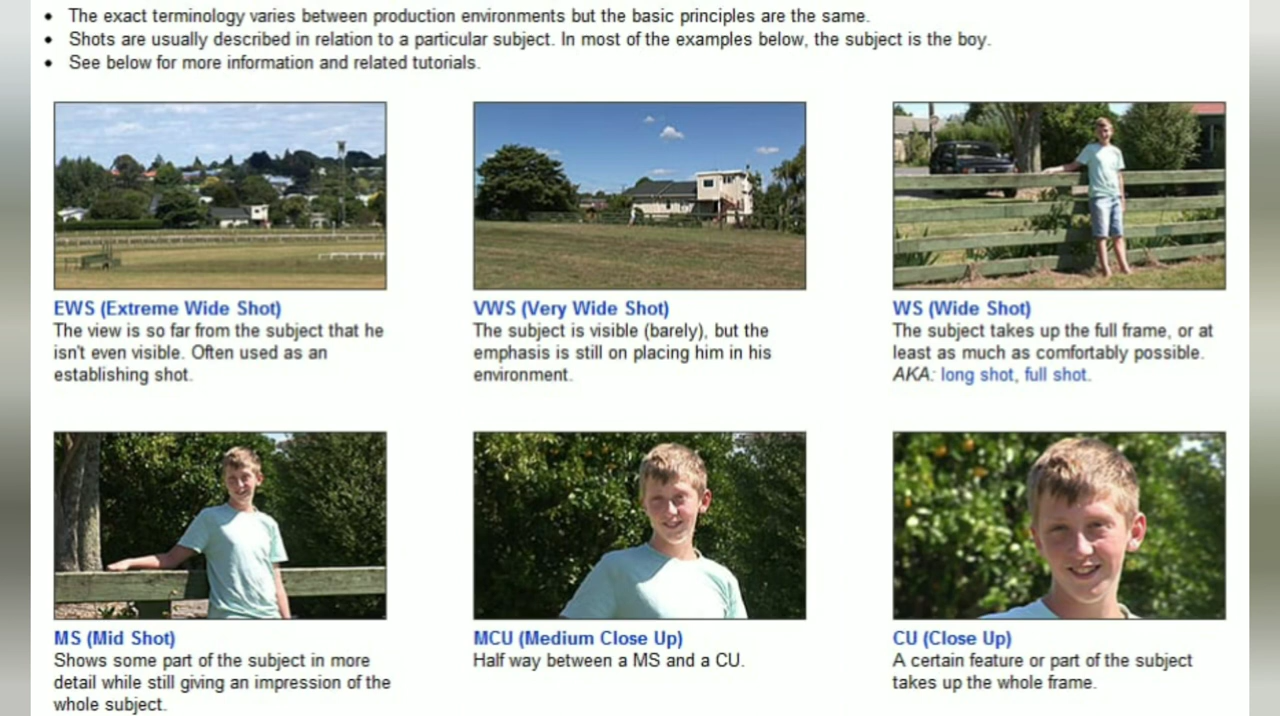 The exact terminology varies between production environments but the basic principles are the same.
Shots are usually described in relation to a particular subject. In most of the examples below, the subject is the boy.
See below for more information and related tutorials.
EWS (Extreme Wide Shot)
The view is so far from the subject that he
isn't even visible. Often used as an
establishing shot.
VWS (Very Wide Shot)
The subject is visible (barely), but the
emphasis is still on placing him in his
environment.
WS (Wide Shot)
The subject takes up the full frame, or at
least as much as comfortably possible.
AKA: long shot, full shot.
MS (Mid Shot)
Shows some part of the subject in more
detail while still giving an impression of the
whole subject.
MCU (Medium Close Up)
Half way between a MS and a CU.
CU (Close Up)
A certain feature or part of the subject
takes up the whole frame.